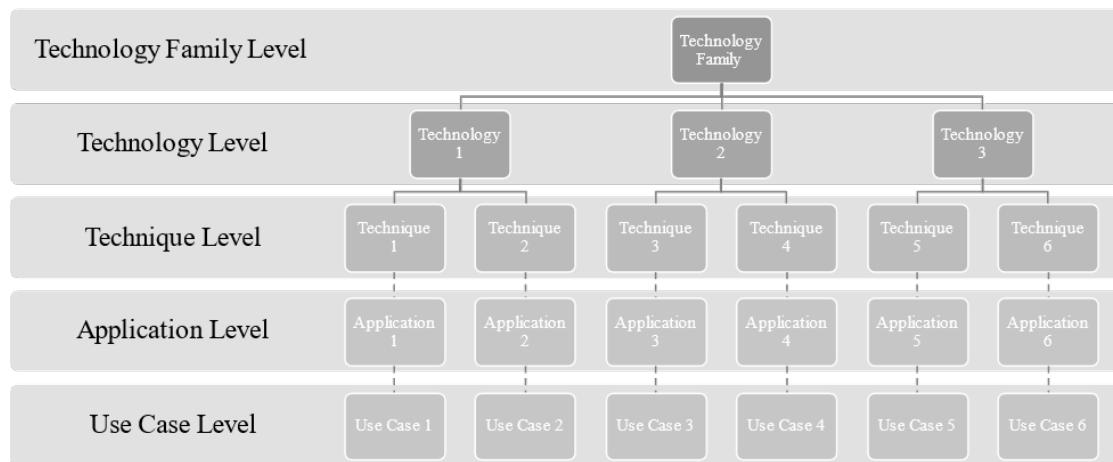 Technology Family Level
Technology
Family
Technology Level
Technology
1
Technology
2
Technology
3
Technique Level
Technique
1
Technique
2
Technique
3
Technique
4
Technique
5
Technique
6
Application Level
Application
1
Application
2
Application
3
Application
4
Application
5
Application
6
Use Case Level
Use Case 1
Use Case 2
Use Case 3
Use Case 4
Use Case 5
Use Case 6